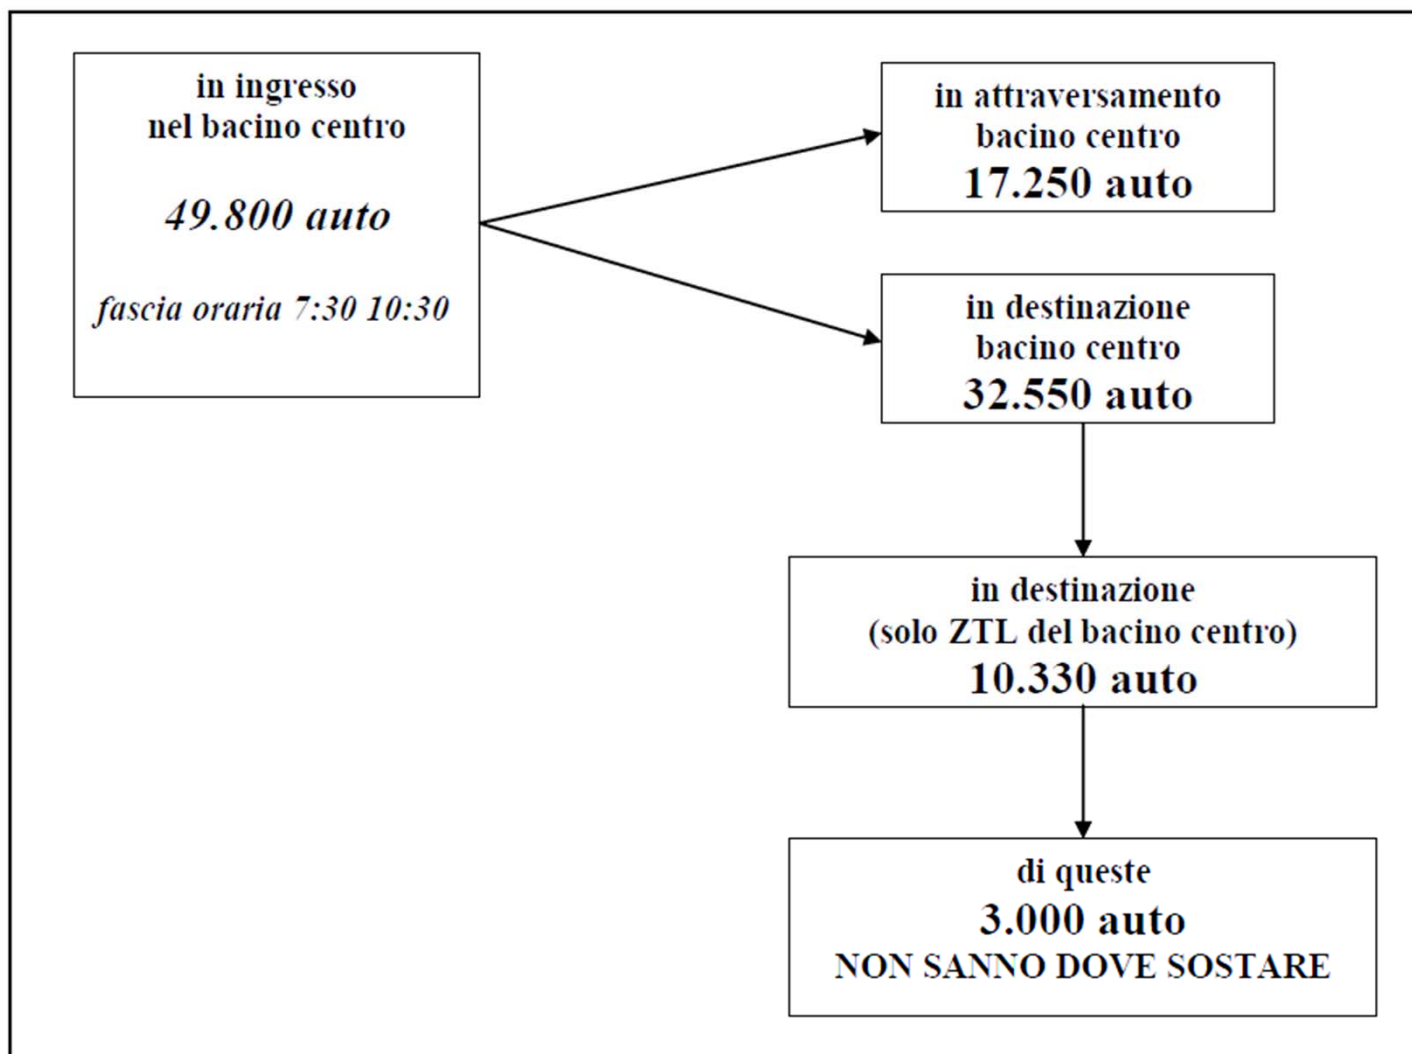 in ingresso
nel bacino centro
49.800 auto
fascia oraria 7:30 10:30
in attraversamento
bacino centro
17.250 auto
in destinazione
bacino centro
32.550 auto
in destinazione
(solo ZTL del bacino centro)
10.330 auto
di queste
3.000 auto
NON SANNO DOVE SOSTARE